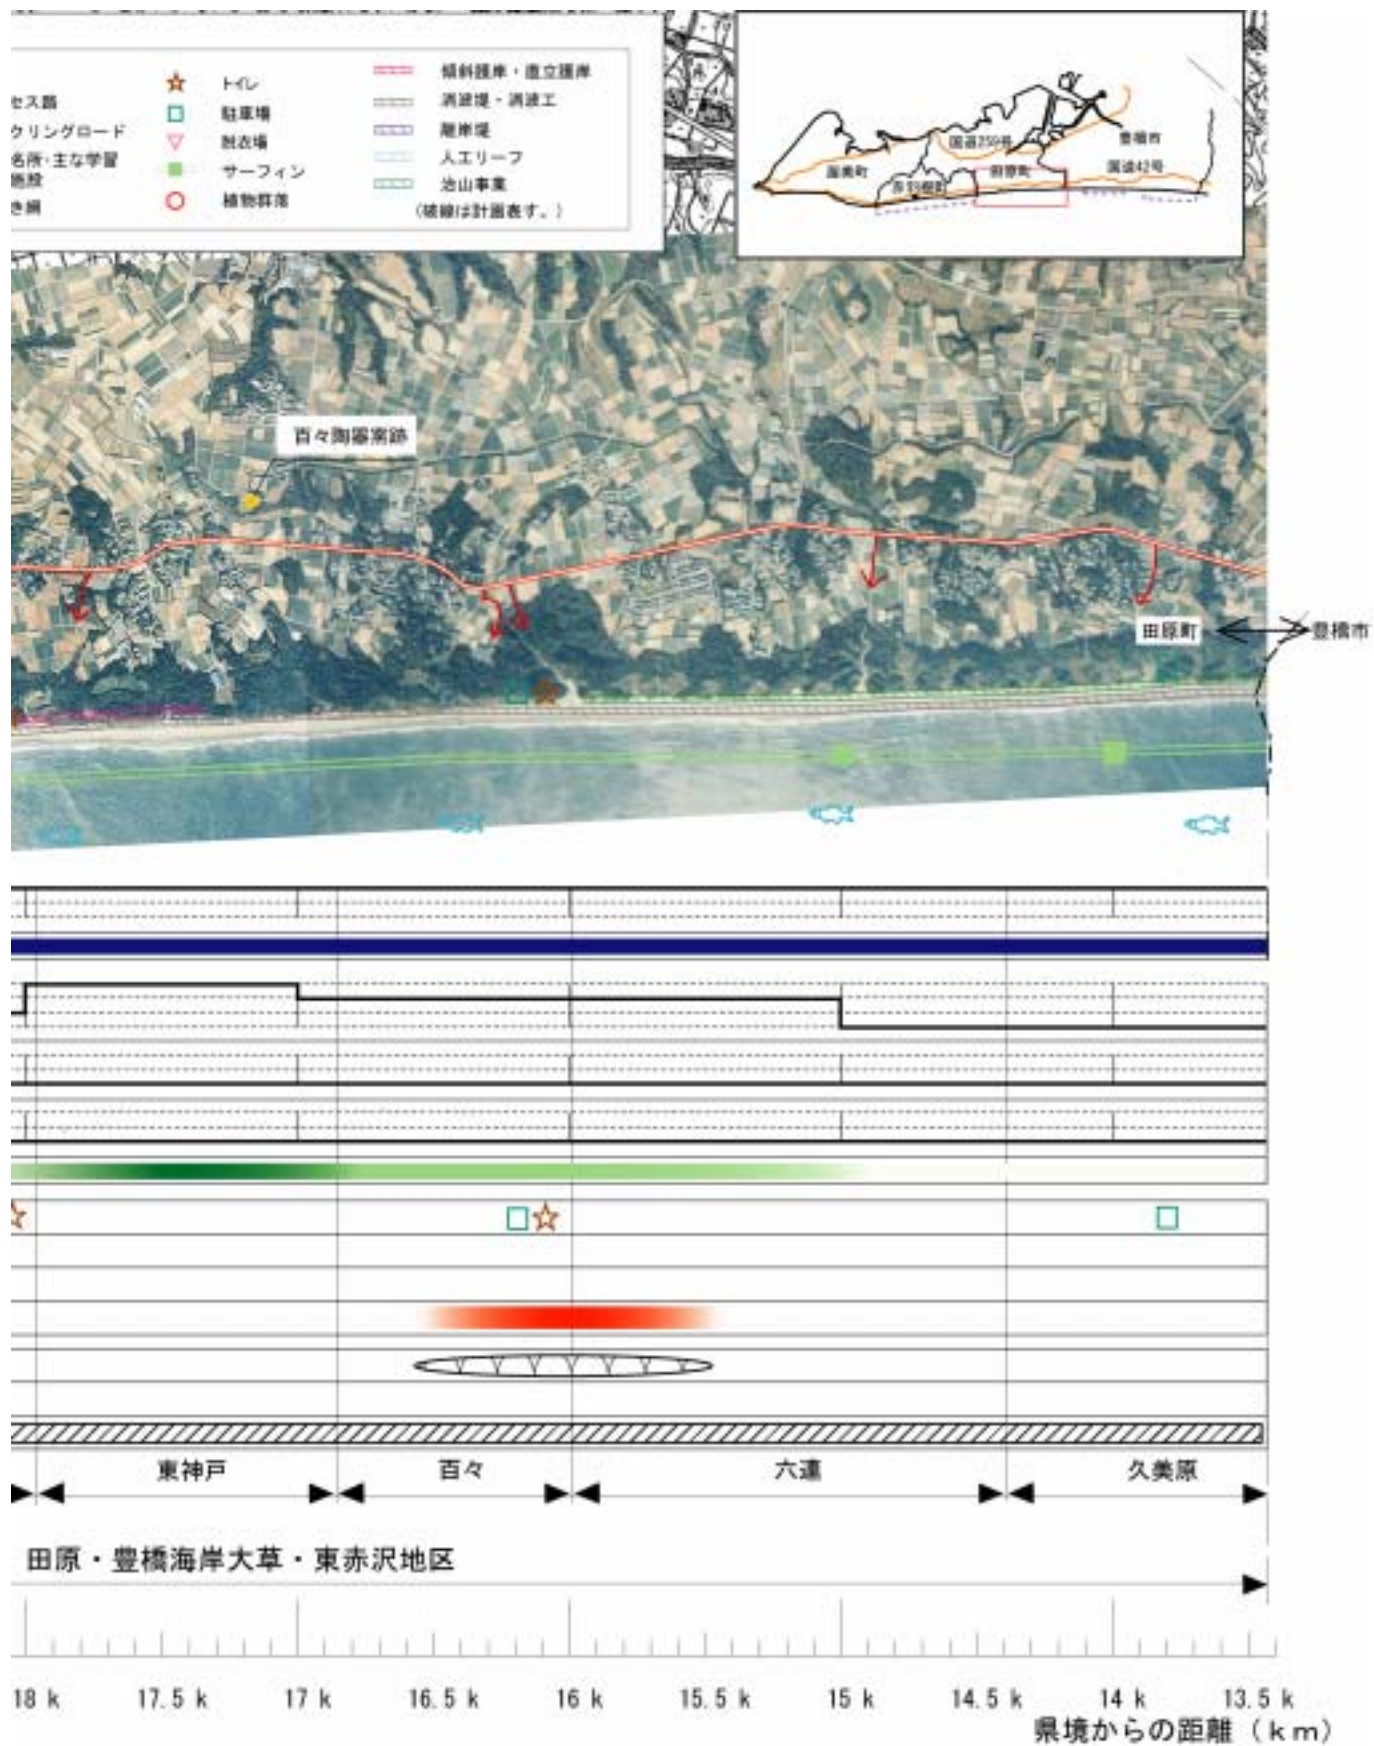 セス路
クリングロード
名所・主な学習
施設
き網
トイレ
駐車場
脱衣場
サーフィン
植物群落
傾斜護岸・直立護岸
消波堤・消波工
離岸堤
人工リーフ
治山事業
(破線は計画表す。)
国道259号
豊橋市
渥美町
赤羽根町
田原町
国道42号
百々陶器窯跡
田原町
豊橋市
東神戸
百々
六連
久美原
田原・豊橋海岸大草・東赤沢地区
18 k
17.5 k
17 k
16.5 k
16 k
15.5 k
15 k
14.5 k
14 k
13.5 k
県境からの距離（ｋｍ）